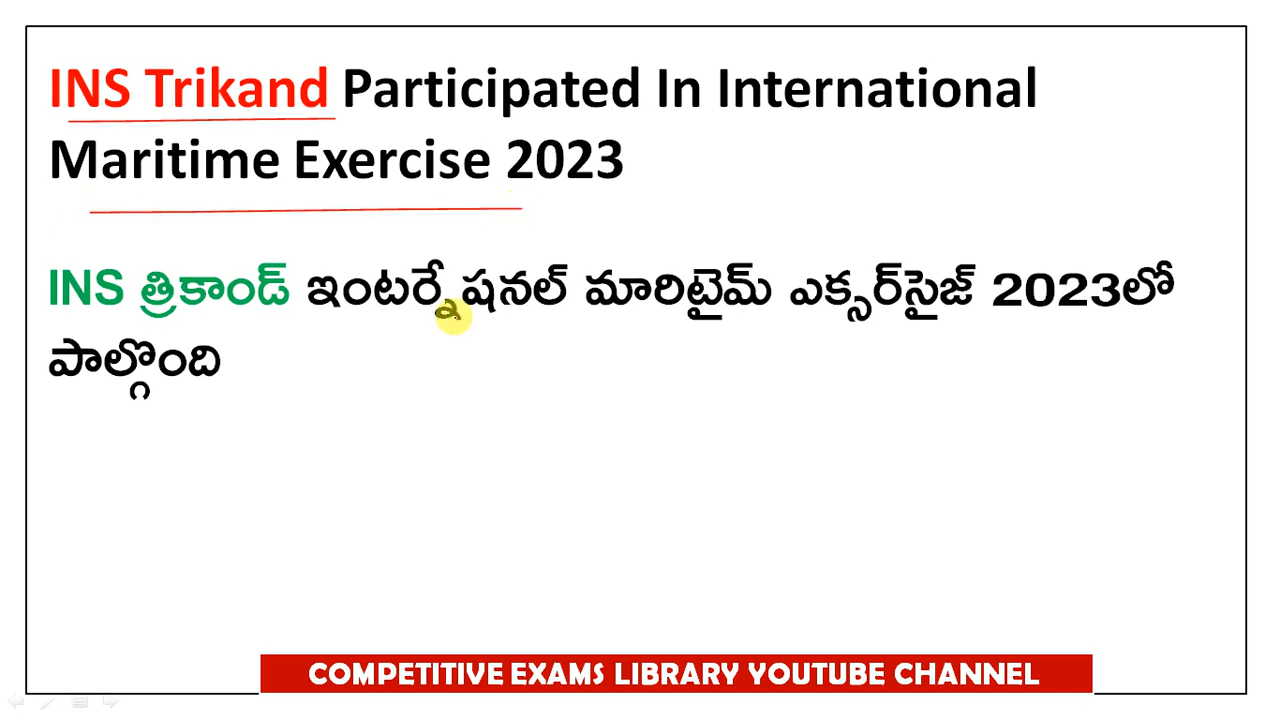 INS Trikand Participated In International
Maritime Exercise 2023
INS త్రికాండ్ ఇంటర్నేషనల్ మారిటైమ్ ఎక్సర్‌సైజ్ 2023లో
పాల్గొంది
COMPETITIVE EXAMS LIBRARY YOUTUBE CHANNEL